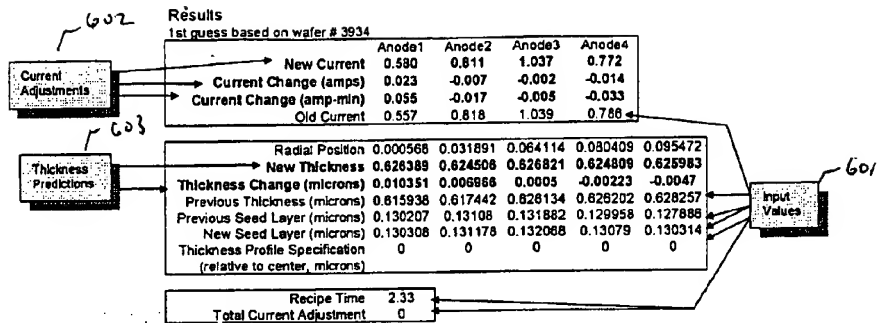 602
Results
1st guess based on wafer # 3934
Anode1 Anode2 Anode3 Anode4
New Current 0.580 0.811 1.037 0.772
Current Change (amps) 0.023 -0.007 -0.002 -0.014
Current Change (amp-min) 0.055 -0.017 -0.005 -0.033
Old Current 0.557 0.818 1.039 0.786
Current
Adjustments
603
Thickness
Predictions
Radial Position 0.000568 0.031891 0.064114 0.080409 0.095472
New Thickness 0.626389 0.624506 0.626821 0.624809 0.625983
Thickness Change (microns) 0.010351 0.006966 0.0005 -0.00223 -0.0047
Previous Thickness (microns) 0.615938 0.617442 0.626134 0.626202 0.628257
Previous Seed Layer (microns) 0.130207 0.13108 0.131882 0.129958 0.127886
New Seed Layer (microns) 0.130308 0.131178 0.132068 0.13079 0.130314
Thickness Profile Specification 0 0 0 0 0
(relative to center, microns)
601
Input
Values
Recipe Time 2.33
Total Current Adjustment 0